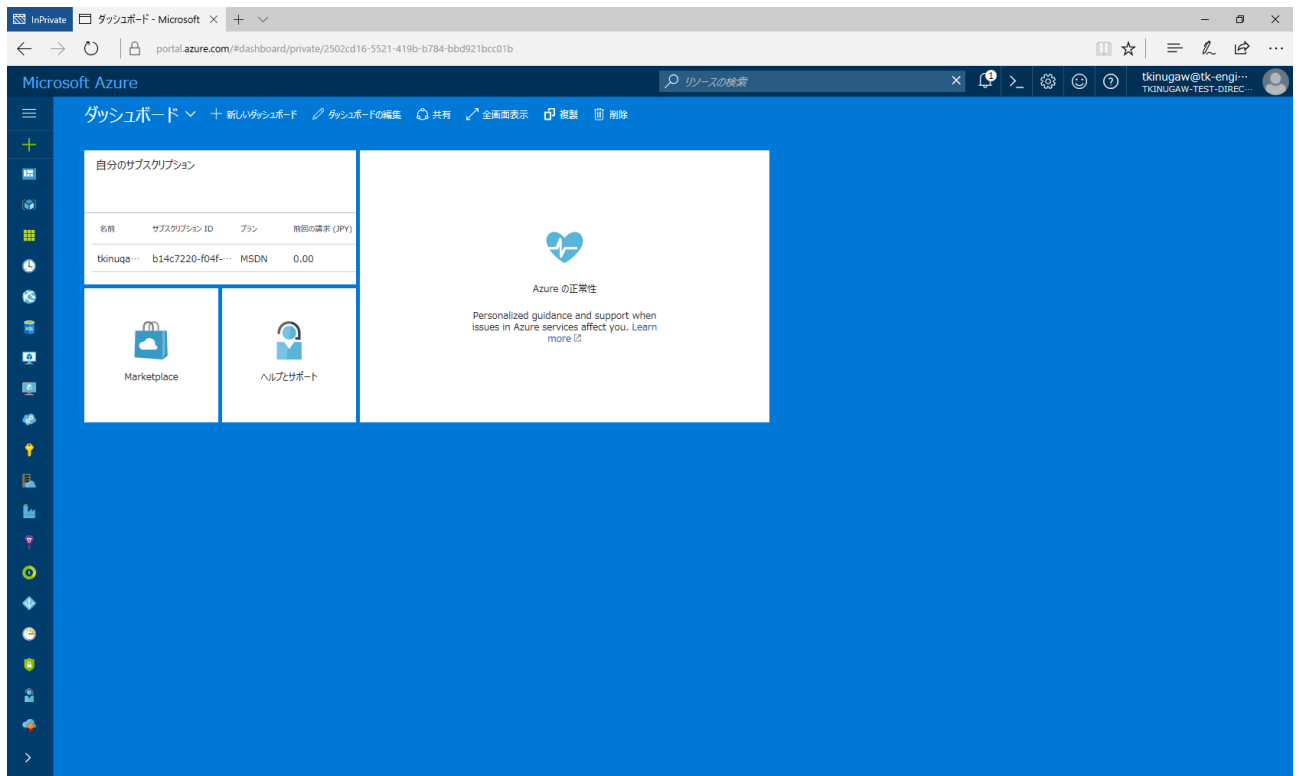 InPrivate ダッシュボード - Microsoft
portal.azure.com/#dashboard/private/2502cd16-5521-419b-b784-bbd921bcc01b
Microsoft Azure リソースの検索 1 >_ tkinugaw@tk-engi…
TKINUGAW-TEST-DIREC…
ダッシュボード 新しいダッシュボード ダッシュボードの編集 共有 全画面表示 複製 削除
自分のサブスクリプション
名前 サブスクリプション ID プラン 前回の請求 (JPY)
tkinuga… b14c7220-f04f-… MSDN 0.00
Azure の正常性
Personalized guidance and support when
issues in Azure services affect you. Learn
more
Marketplace ヘルプとサポート